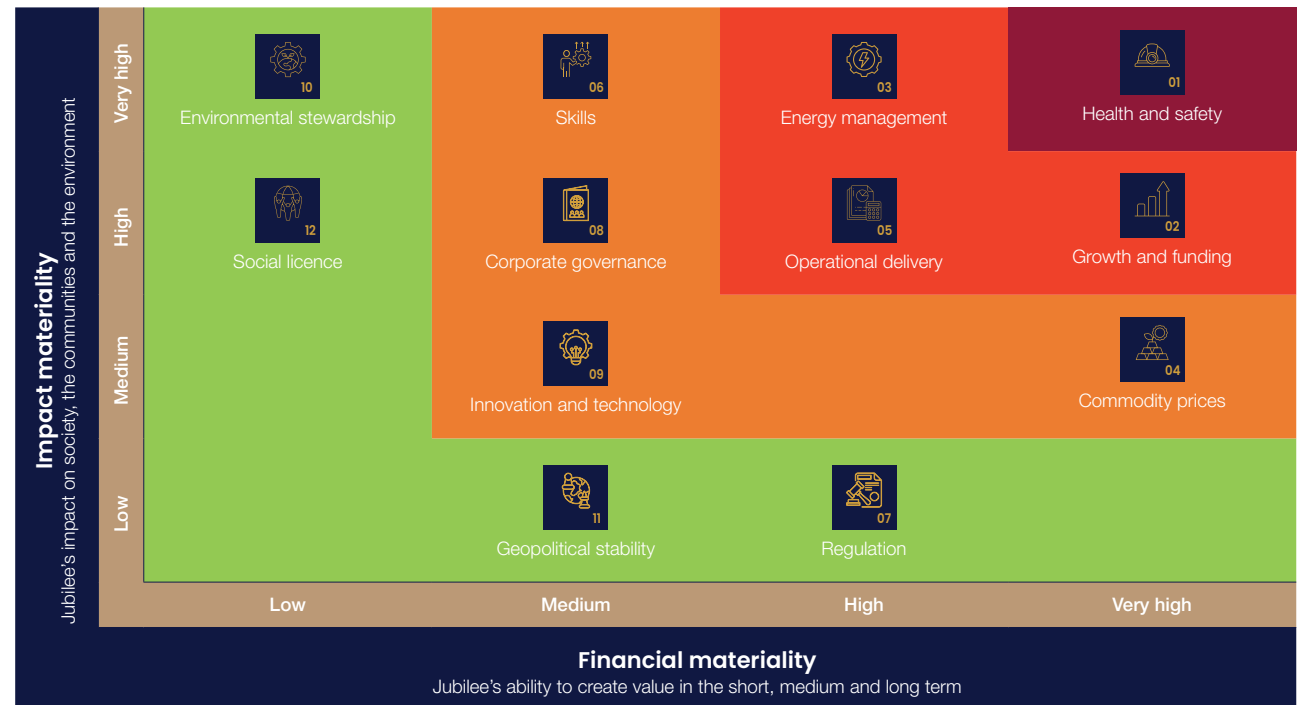 Impact materiality
Jubilee's impact on society, the communities and the environment
Very high
10
Environmental stewardship
06
Skills
03
Energy management
01
Health and safety
High
12
Social licence
08
Corporate governance
05
Operational delivery
02
Growth and funding
Medium
09
Innovation and technology
04
Commodity prices
Low
11
Geopolitical stability
07
Regulation
Low
Medium
High
Very high
Financial materiality
Jubilee's ability to create value in the short, medium and long term